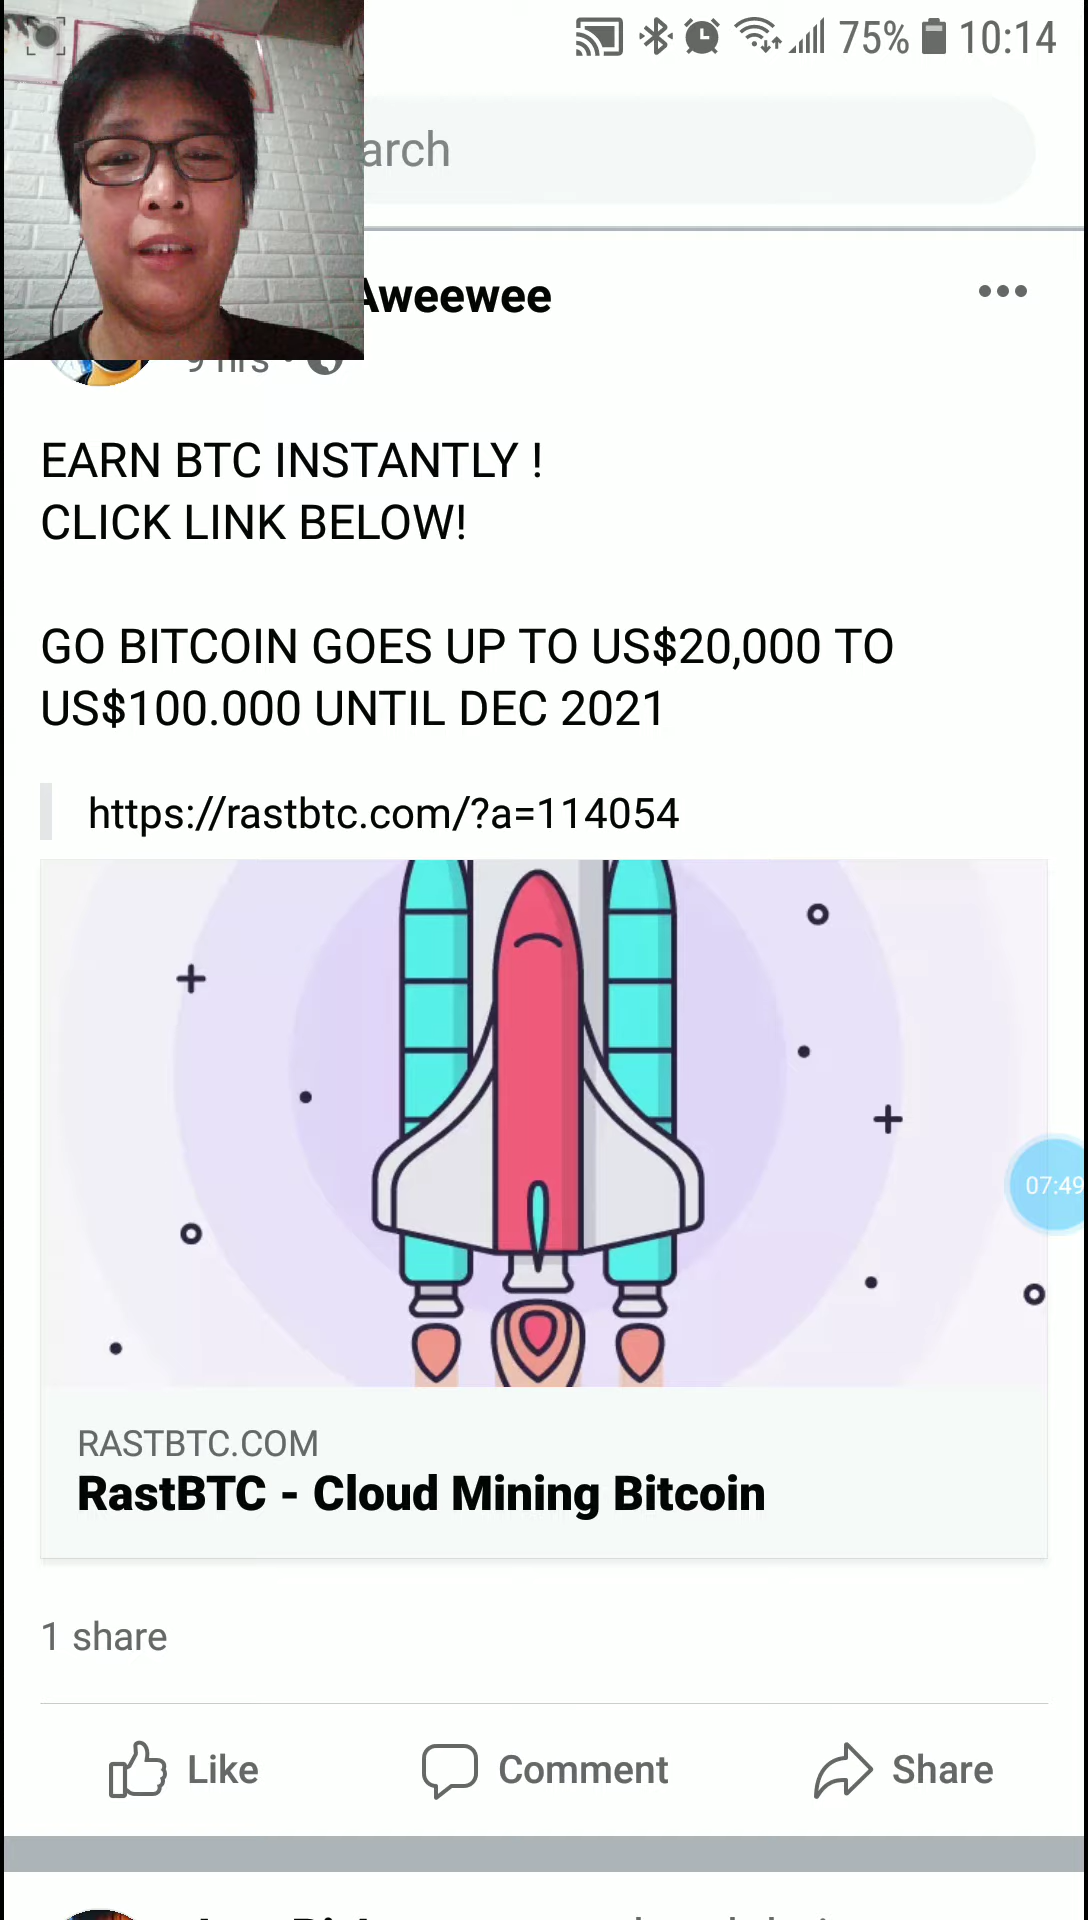 75% 10:14
arch
Aweewee
9 hrs
EARN BTC INSTANTLY !
CLICK LINK BELOW!
GO BITCOIN GOES UP TO US$20,000 TO
US$100.000 UNTIL DEC 2021
https://rastbtc.com/?a=114054
07:49
RASTBTC.COM
RastBTC - Cloud Mining Bitcoin
1 share
Like Comment Share